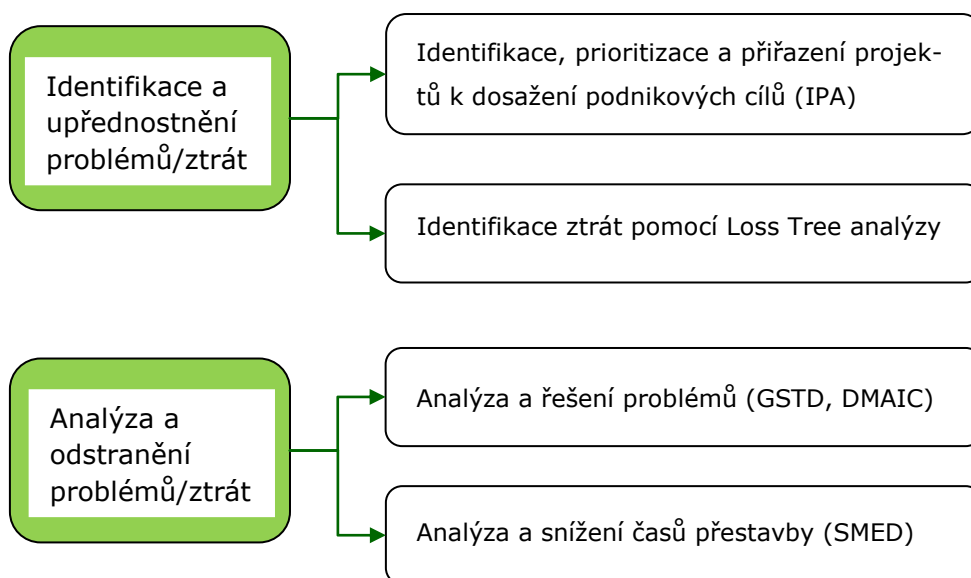 Identifikace a
upřednostnění
problémů/ztrát
Identifikace, prioritizace a přiřazení projek-
tů k dosažení podnikových cílů (IPA)
Identifikace ztrát pomocí Loss Tree analýzy
Analýza a
odstranění
problémů/ztrát
Analýza a řešení problémů (GSTD, DMAIC)
Analýza a snížení časů přestavby (SMED)